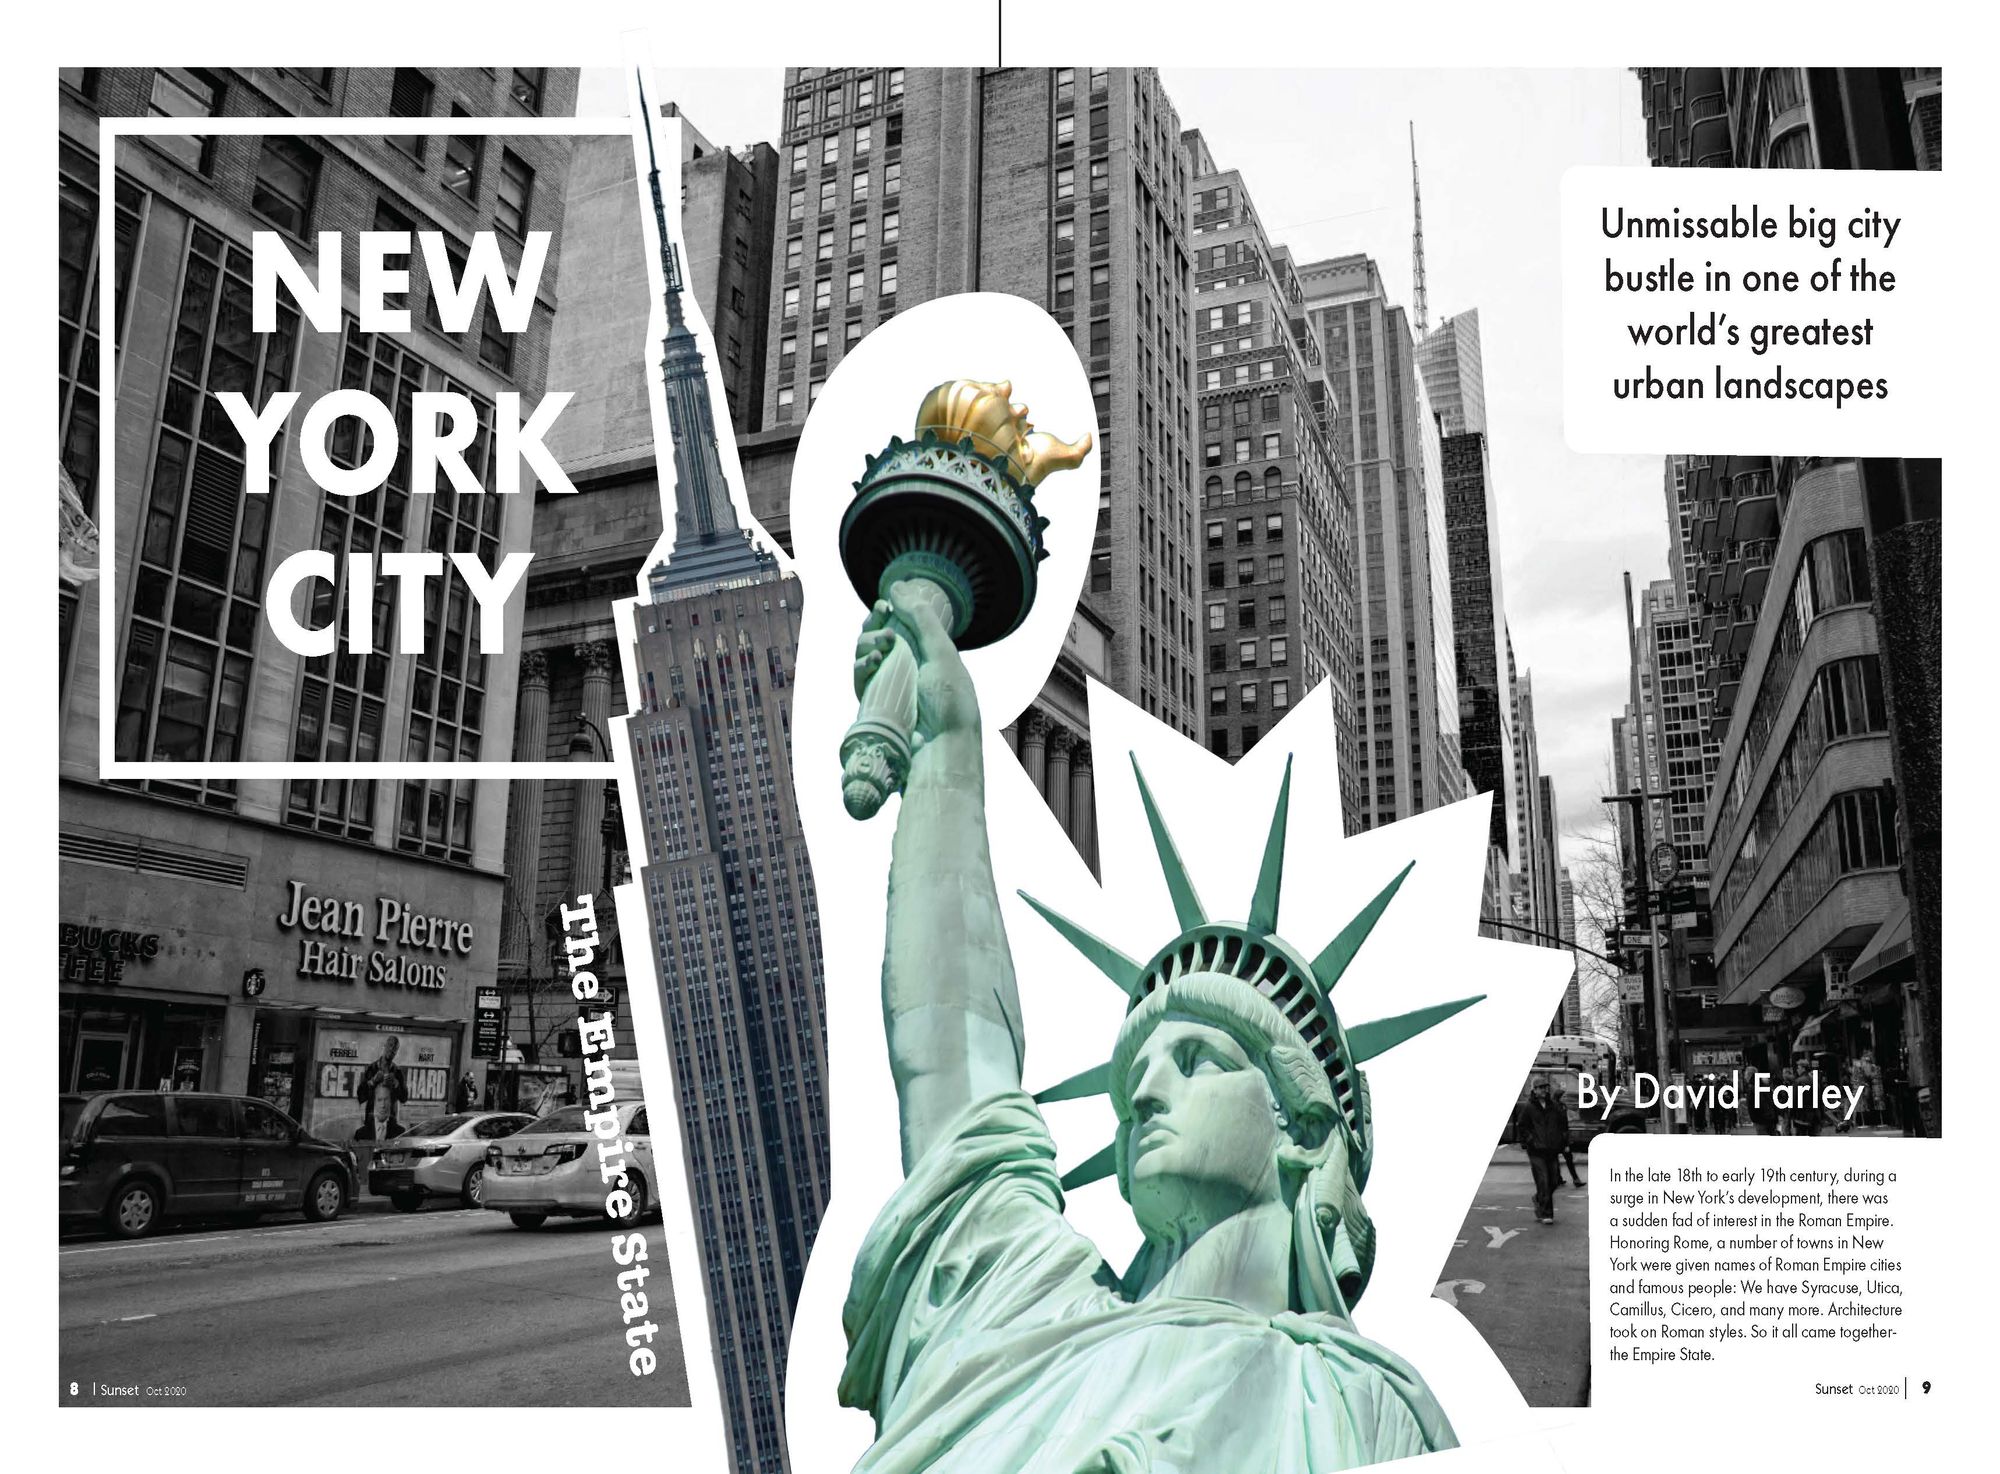 NEW
YORK
CITY
Unmissable big city
bustle in one of the
world's greatest
urban landscapes
The Empire State
Jean Pierre
Hair Salons
BUCKS
FEE
FERRELL
HART
GET HARD
ONE
By David Farley
In the late 18th to early 19th century, during a
surge in New York's development, there was
a sudden fad of interest in the Roman Empire.
Honoring Rome, a number of towns in New
York were given names of Roman Empire cities
and famous people: We have Syracuse, Utica,
Camillus, Cicero, and many more. Architecture
took on Roman styles. So it all came together-
the Empire State.
8 | Sunset Oct 2020
Sunset Oct 2020 | 9